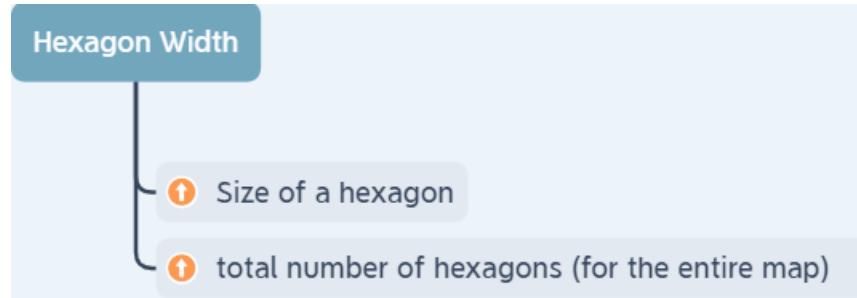 Hexagon Width
Size of a hexagon
total number of hexagons (for the entire map)